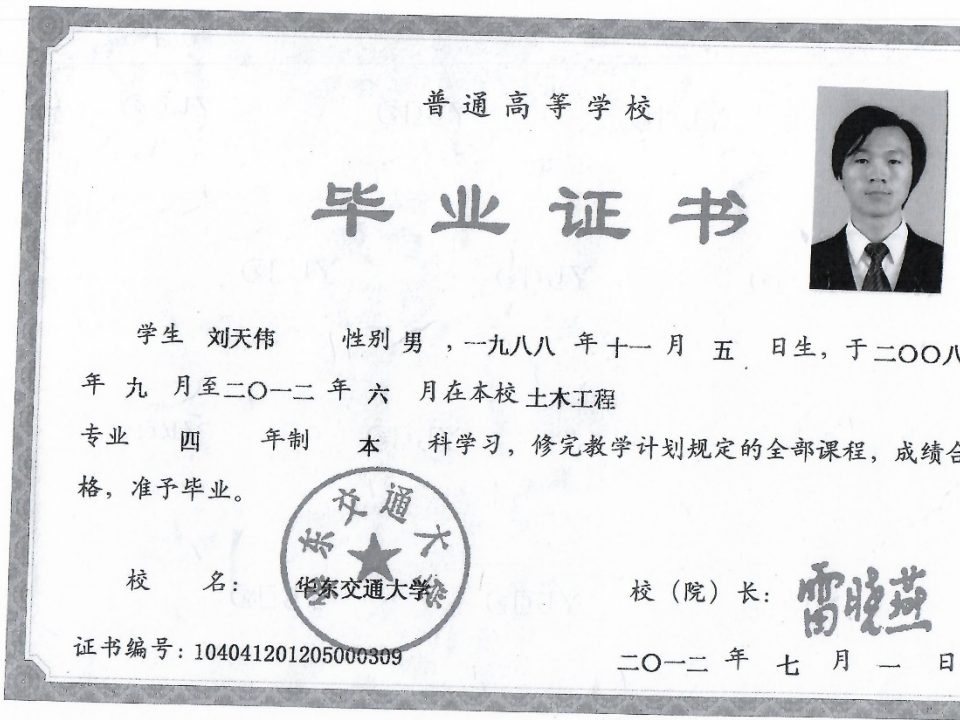 普通高等学校
毕业证书
学生 刘天伟 性别 男 ，一九八八 年 十一 月 五 日生，于二〇〇八
年 九 月至二〇一二 年 六 月在本校 土木工程
专业 四 年制 本 科学习，修完教学计划规定的全部课程，成绩合
格，准予毕业。
华东交通大学
校 名：华东交通大学
校（院）长：雷晓燕
证书编号：104041201205000309
二〇一二 年 七 月 一 日